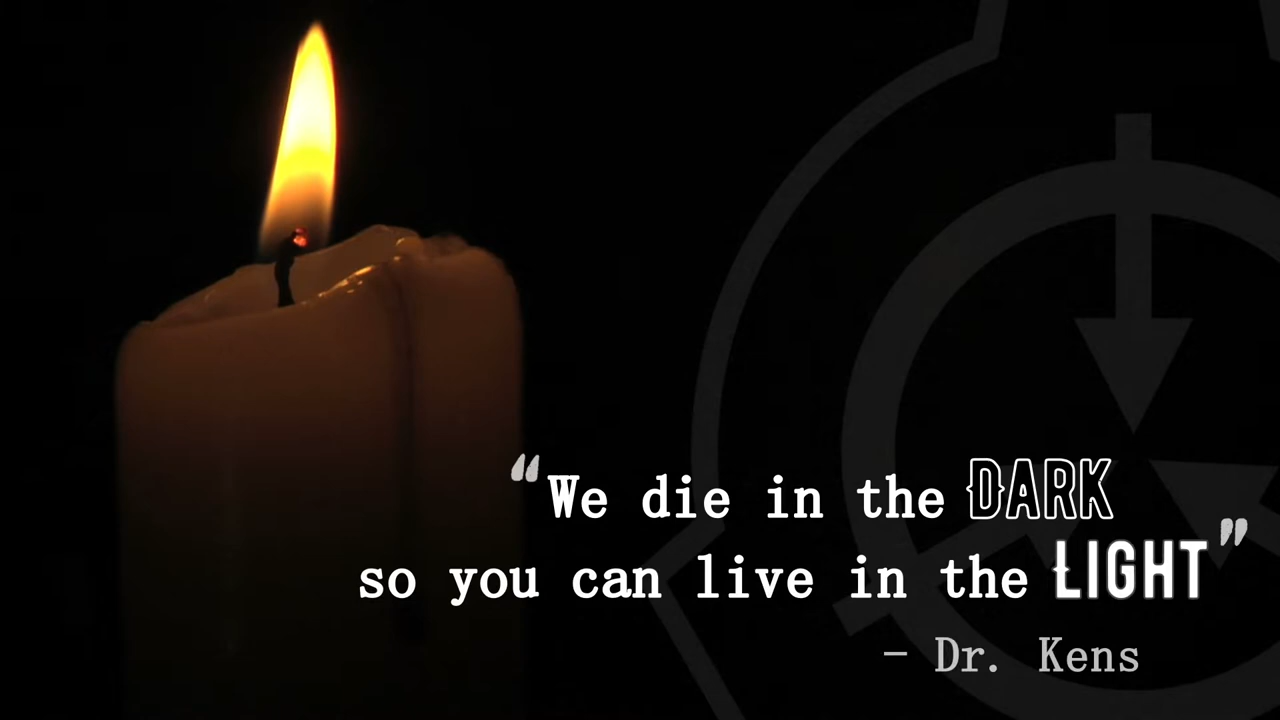 “We die in the DARK
so you can live in the LIGHT”
- Dr. Kens